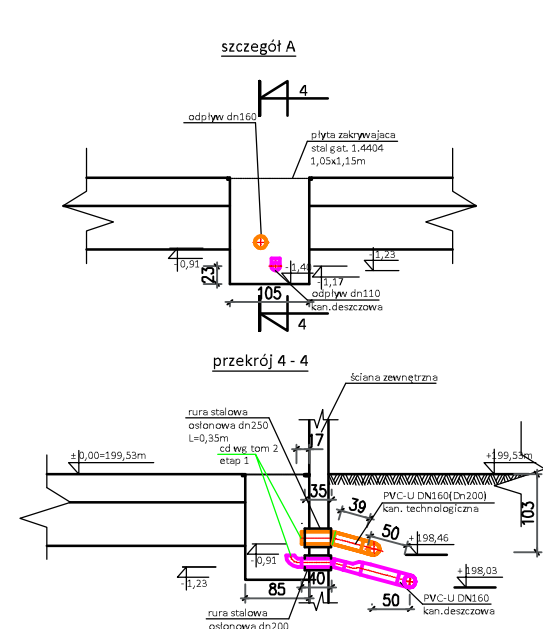 szczegół A
4
odpływ dn160
płyta zakrywajaca
stal gat. 1.4404
1,05x1,15m
-0,91
-1,23
23
-1,48
-1,17
105
odpływ dn110
kan.deszczowa
4
przekrój 4 - 4
ściana zewnętrzna
rura stalowa
osłonowa dn250
L=0,35m
17
cd wg tom 2
etap 1
±0,00=199,53m
+199,53m
35
39
PVC-U DN160(Dn200)
kan. technologiczna
103
50
+198,46
-0,91
-1,23
40
+198,03
85
50
PVC-U DN160
kan.deszczowa
rura stalowa
osłonowa dn200